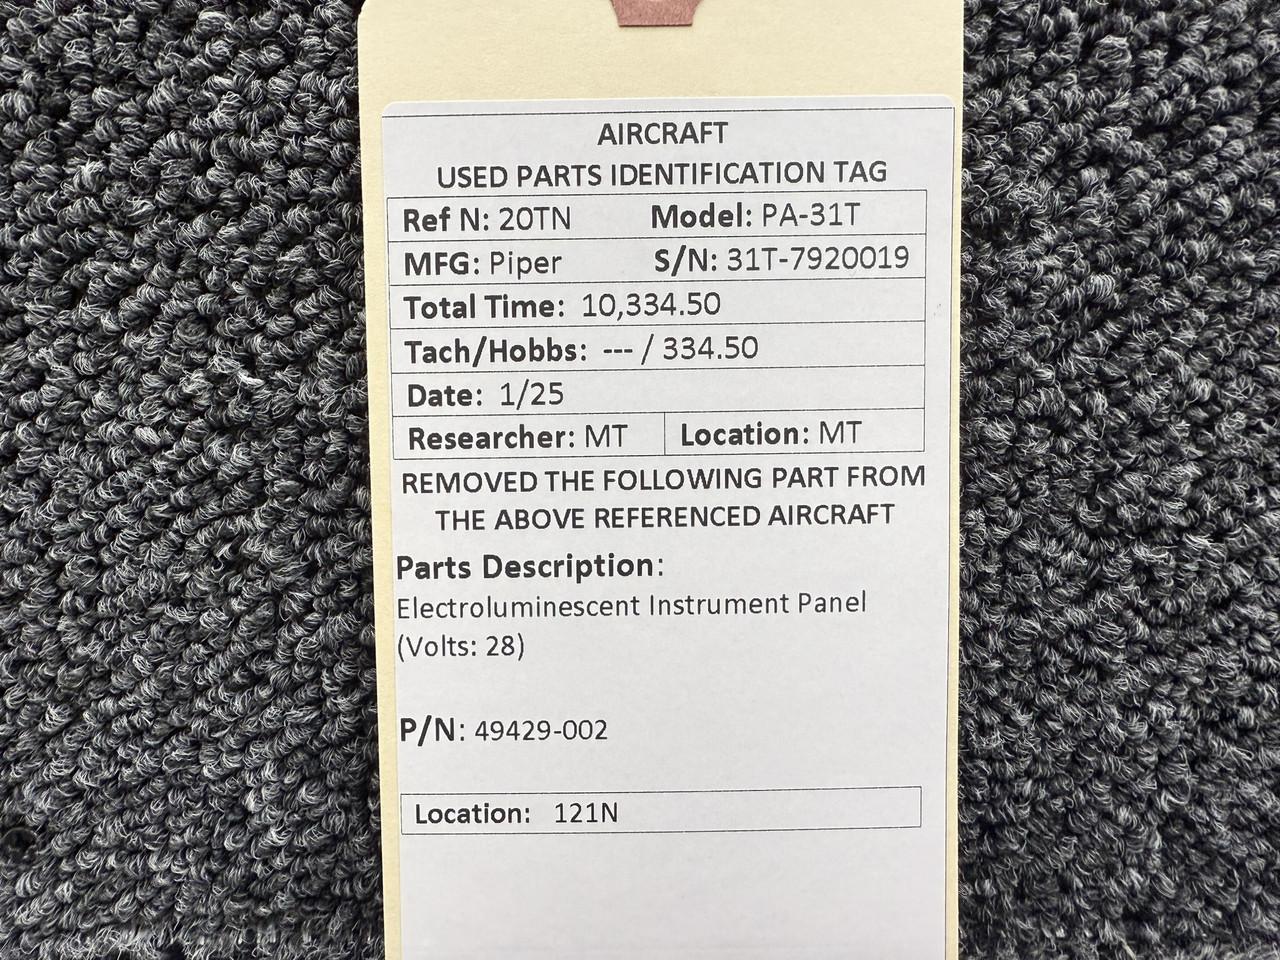 AIRCRAFT
USED PARTS IDENTIFICATION TAG
Ref N: 20TN Model: PA-31T
MFG: Piper S/N: 31T-7920019
Total Time: 10,334.50
Tach/Hobbs: --- / 334.50
Date: 1/25
Researcher: MT Location: MT
REMOVED THE FOLLOWING PART FROM
THE ABOVE REFERENCED AIRCRAFT
Parts Description:
Electroluminescent Instrument Panel
(Volts: 28)
P/N: 49429-002
Location: 121N